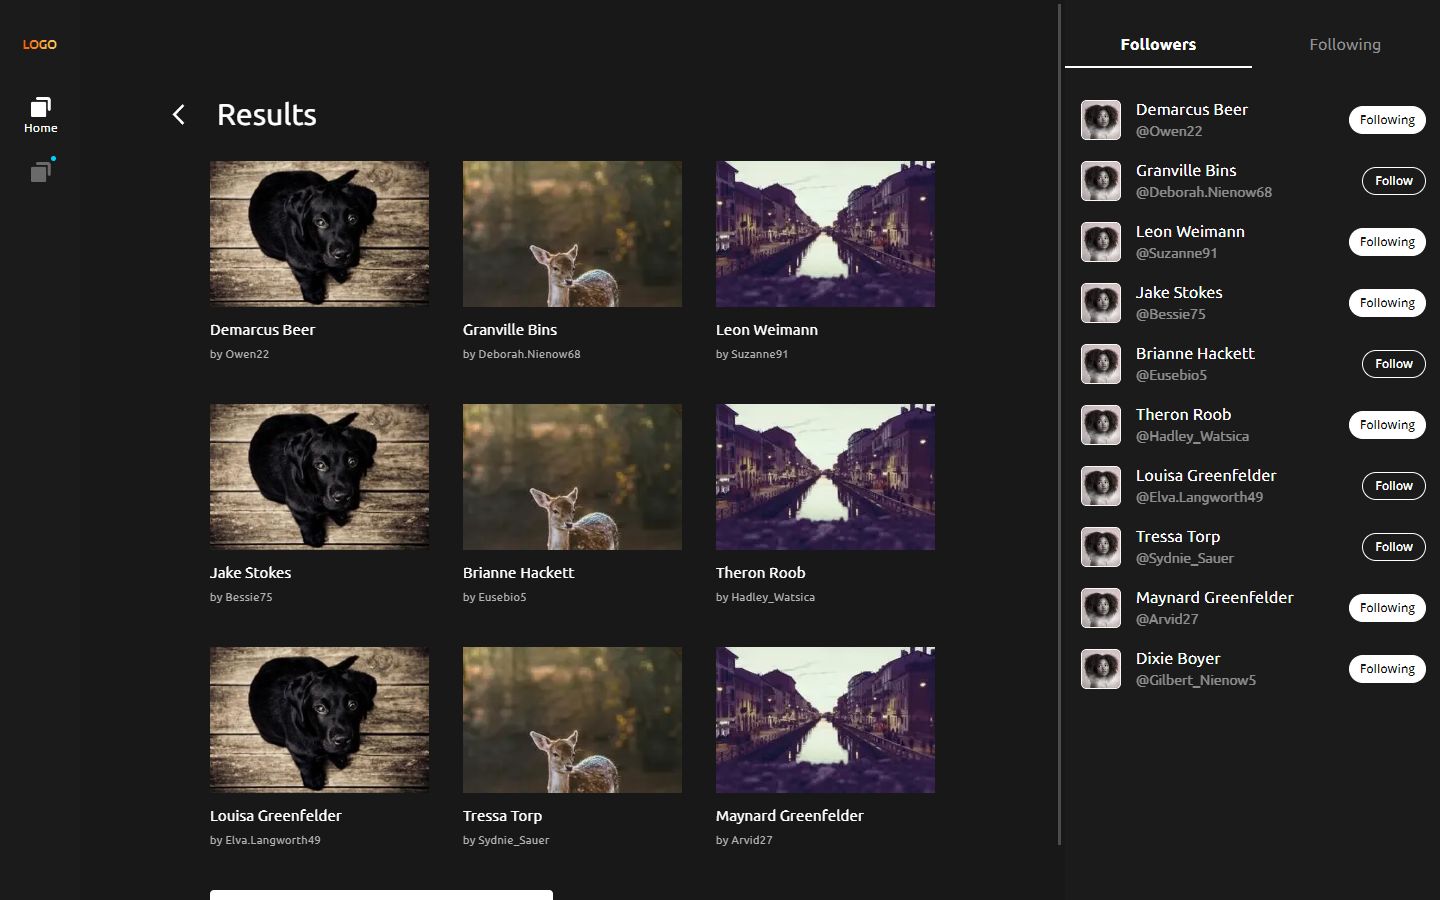 LOGO
Home
Results
Demarcus Beer
by Owen22
Granville Bins
by Deborah.Nienow68
Leon Weimann
by Suzanne91
Jake Stokes
by Bessie75
Brianne Hackett
by Eusebio5
Theron Roob
by Hadley_Watsica
Louisa Greenfelder
by Elva.Langworth49
Tressa Torp
by Sydnie_Sauer
Maynard Greenfelder
by Arvid27
Followers
Following
Demarcus Beer
@Owen22
Following
Granville Bins
@Deborah.Nienow68
Follow
Leon Weimann
@Suzanne91
Following
Jake Stokes
@Bessie75
Following
Brianne Hackett
@Eusebio5
Follow
Theron Roob
@Hadley_Watsica
Following
Louisa Greenfelder
@Elva.Langworth49
Follow
Tressa Torp
@Sydnie_Sauer
Follow
Maynard Greenfelder
@Arvid27
Following
Dixie Boyer
@Gilbert_Nienow5
Following